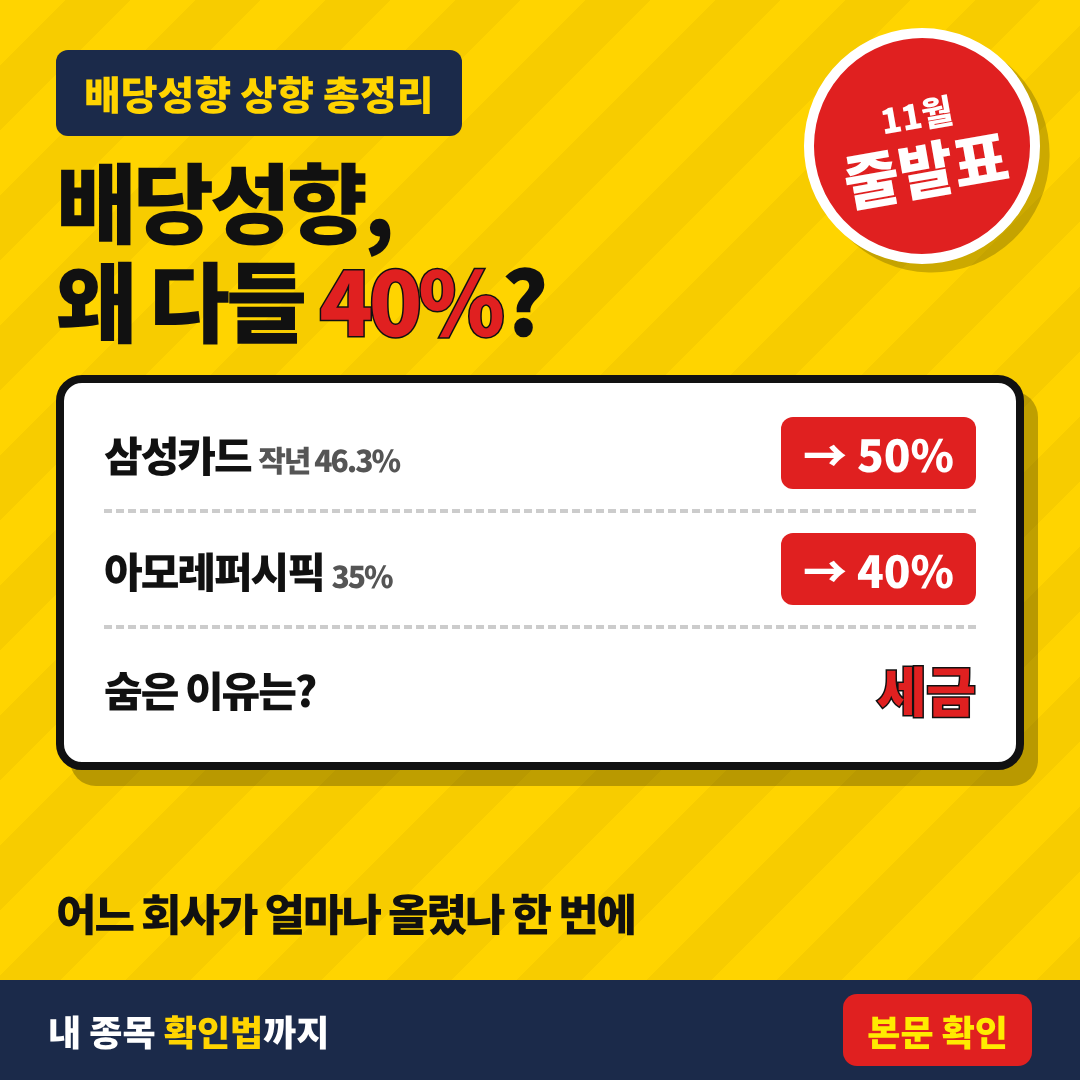 배당성향 상향 총정리
11월
줄발표
배당성향,
왜 다들 40%?
삼성카드 작년 46.3% → 50%
아모레퍼시픽 35% → 40%
숨은 이유는? 세금
어느 회사가 얼마나 올렸나 한 번에
내 종목 확인법까지 본문 확인